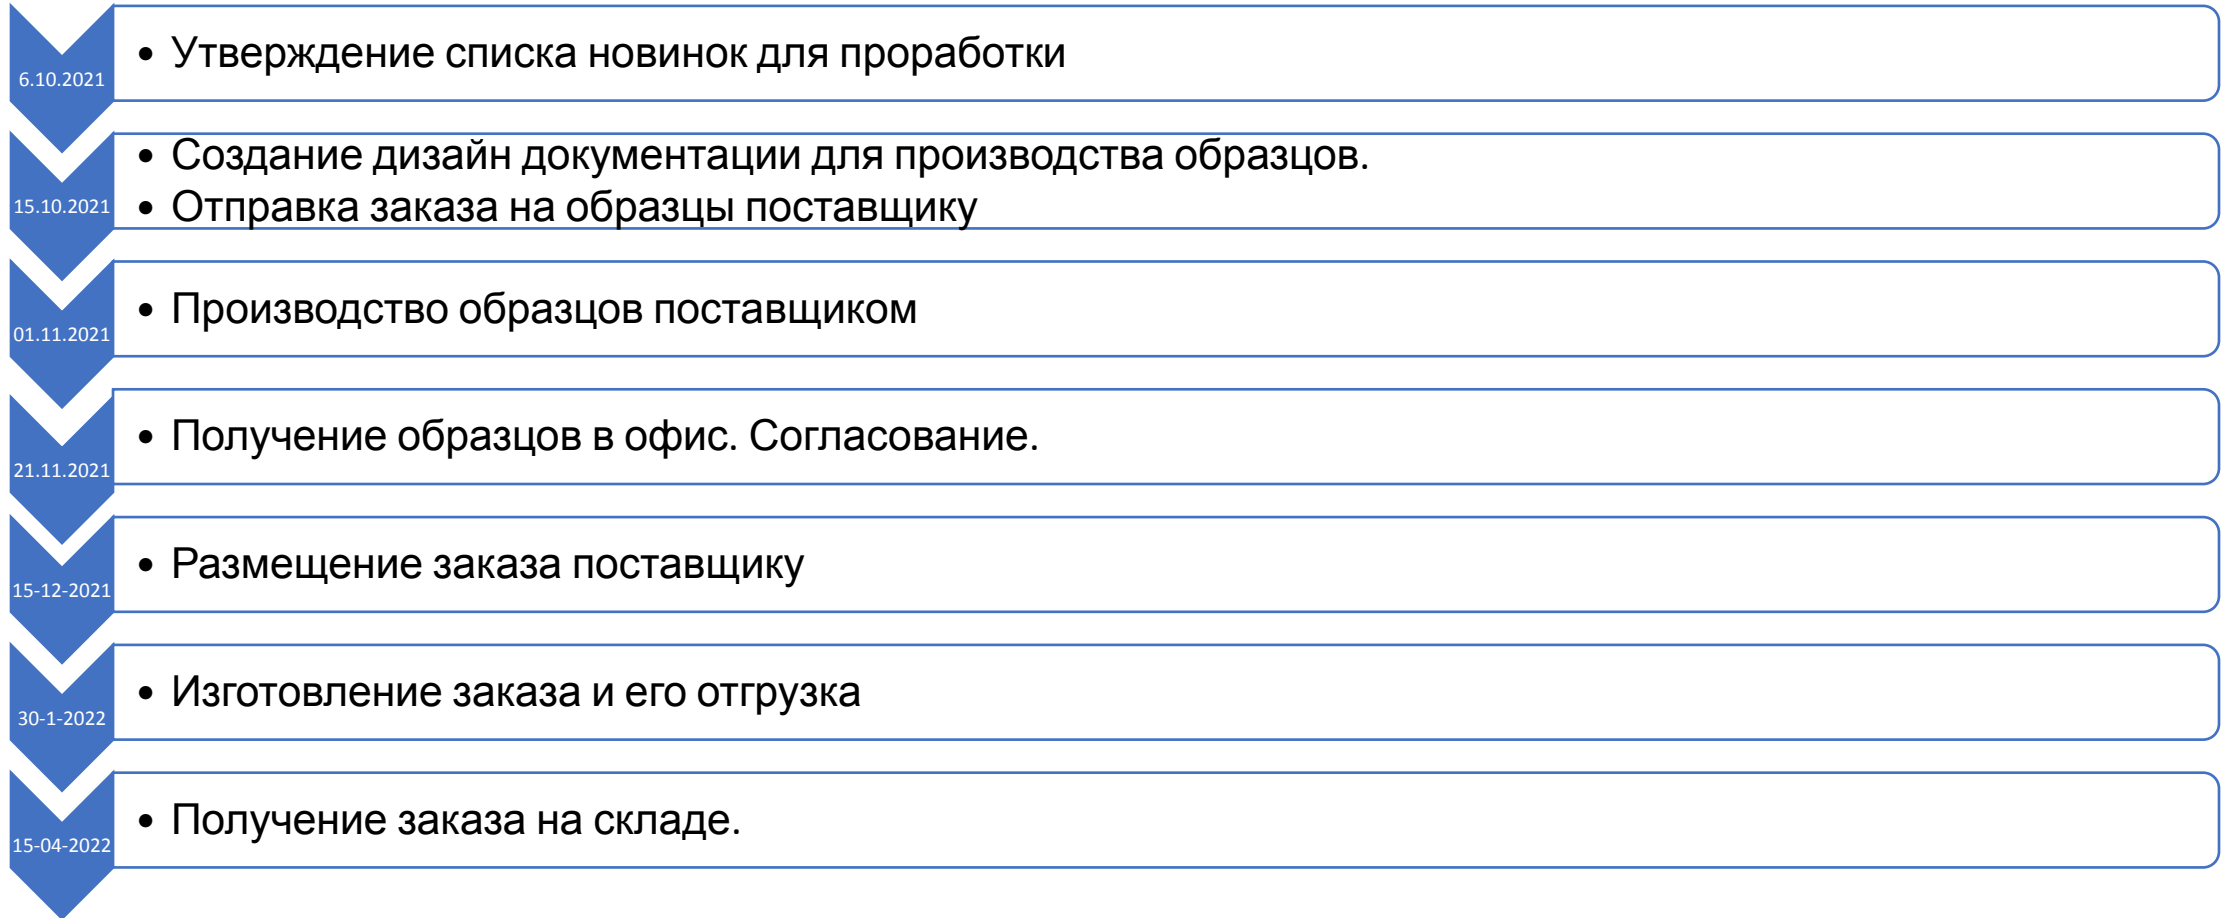 6.10.2021
• Утверждение списка новинок для проработки
15.10.2021
• Создание дизайн документации для производства образцов.
• Отправка заказа на образцы поставщику
01.11.2021
• Производство образцов поставщиком
21.11.2021
• Получение образцов в офис. Согласование.
15-12-2021
• Размещение заказа поставщику
30-1-2022
• Изготовление заказа и его отгрузка
15-04-2022
• Получение заказа на складе.